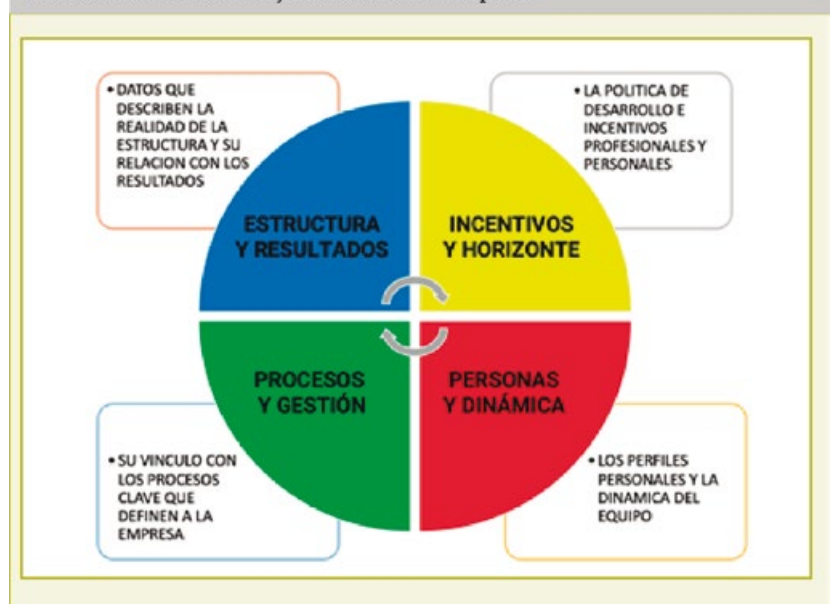 • DATOS QUE
DESCRIBEN LA
REALIDAD DE LA
ESTRUCTURA Y SU
RELACION CON LOS
RESULTADOS
• LA POLITICA DE
DESARROLLO E
INCENTIVOS
PROFESIONALES Y
PERSONALES
ESTRUCTURA
Y RESULTADOS
INCENTIVOS
Y HORIZONTE
PROCESOS
Y GESTIÓN
PERSONAS
Y DINÁMICA
• SU VINCULO CON
LOS PROCESOS
CLAVE QUE
DEFINEN A LA
EMPRESA
• LOS PERFILES
PERSONALES Y LA
DINAMICA DEL
EQUIPO